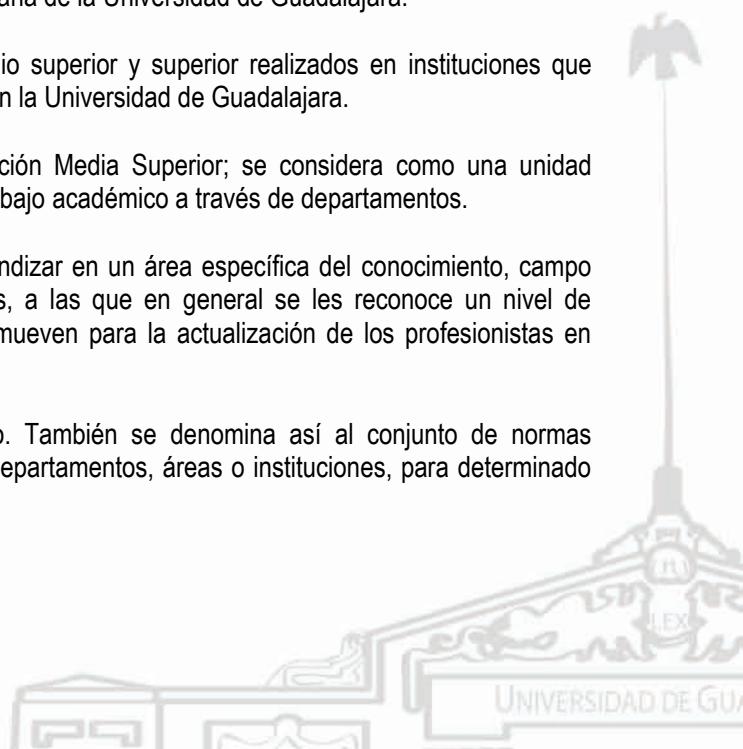 aria de la Universidad de Guadalajara.
io superior y superior realizados en instituciones que
n la Universidad de Guadalajara.
ción Media Superior; se considera como una unidad
bajo académico a través de departamentos.
ndizar en un área específica del conocimiento, campo
s, a las que en general se les reconoce un nivel de
mueven para la actualización de los profesionistas en
o. También se denomina así al conjunto de normas
epartamentos, áreas o instituciones, para determinado
LEX
UNIVERSIDAD DE GUA